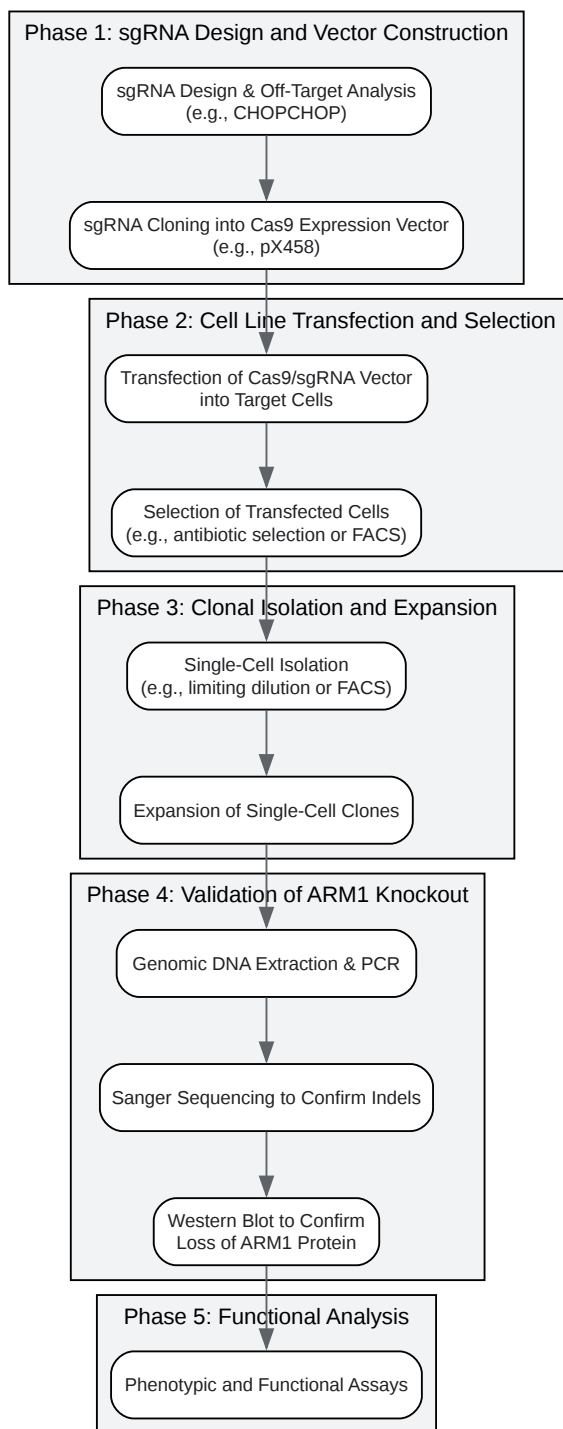 Phase 1: sgRNA Design and Vector Construction
sgRNA Design & Off-Target Analysis
(e.g., CHOPCHOP)
sgRNA Cloning into Cas9 Expression Vector
(e.g., pX458)
Phase 2: Cell Line Transfection and Selection
Transfection of Cas9/sgRNA Vector
into Target Cells
Selection of Transfected Cells
(e.g., antibiotic selection or FACS)
Phase 3: Clonal Isolation and Expansion
Single-Cell Isolation
(e.g., limiting dilution or FACS)
Expansion of Single-Cell Clones
Phase 4: Validation of ARM1 Knockout
Genomic DNA Extraction & PCR
Sanger Sequencing to Confirm Indels
Western Blot to Confirm
Loss of ARM1 Protein
Phase 5: Functional Analysis
Phenotypic and Functional Assays